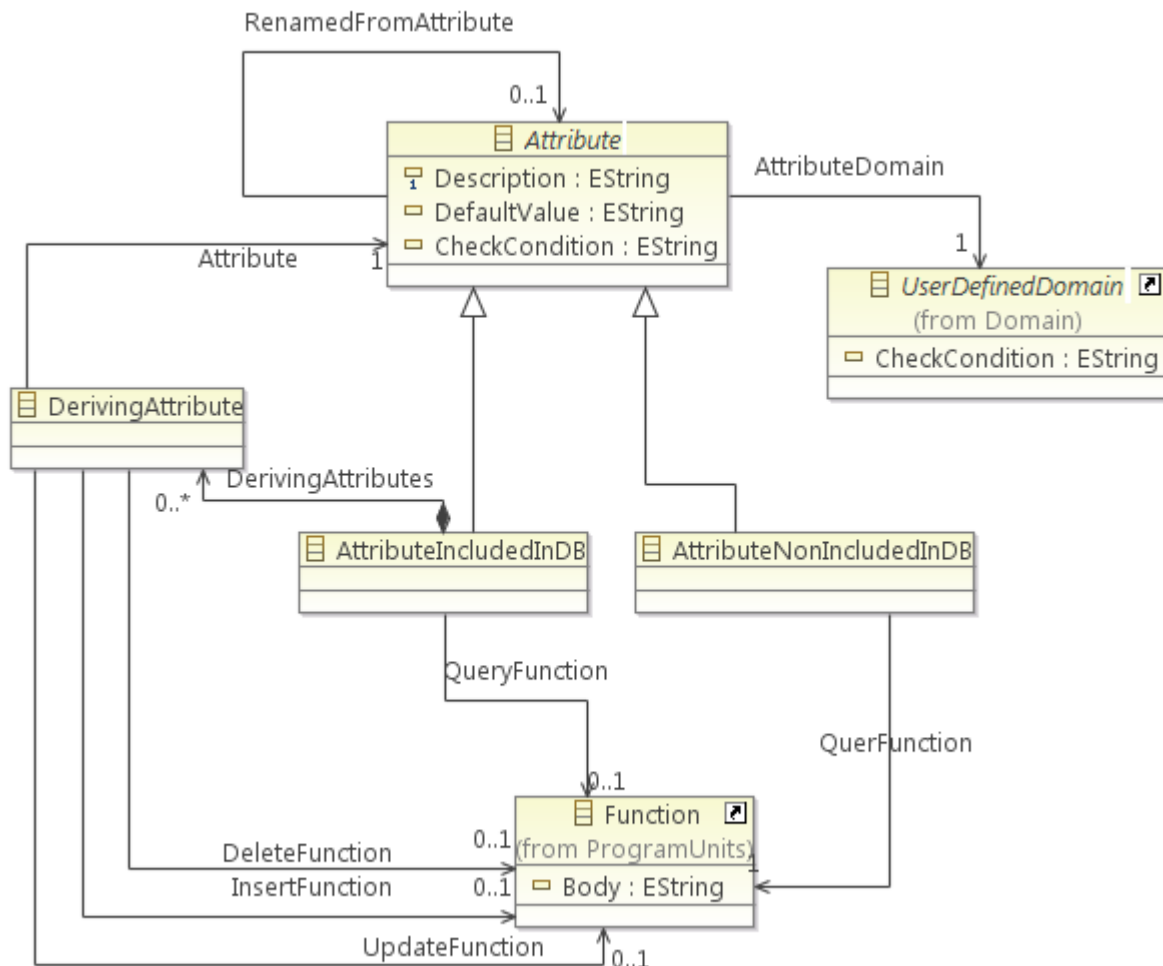 RenamedFromAttribute
0..1
Attribute
Description : EString
DefaultValue : EString
CheckCondition : EString
AttributeDomain
1
Attribute
1
UserDefinedDomain
(from Domain)
CheckCondition : EString
DerivingAttribute
DerivingAttributes
0..*
AttributeIncludedInDB
AttributeNonIncludedInDB
QueryFunction
QuerFunction
0..1
Function
(from ProgramUnits)
1
Body : EString
0..1
DeleteFunction
0..1
InsertFunction
UpdateFunction
0..1